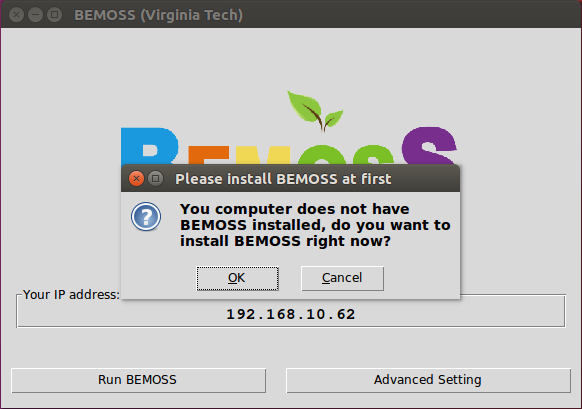 BEMOSS (Virginia Tech)
BEMOSS
Please install BEMOSS at first
You computer does not have
BEMOSS installed, do you want to
install BEMOSS right now?
OK
Cancel
Your IP address:
192.168.10.62
Run BEMOSS
Advanced Setting